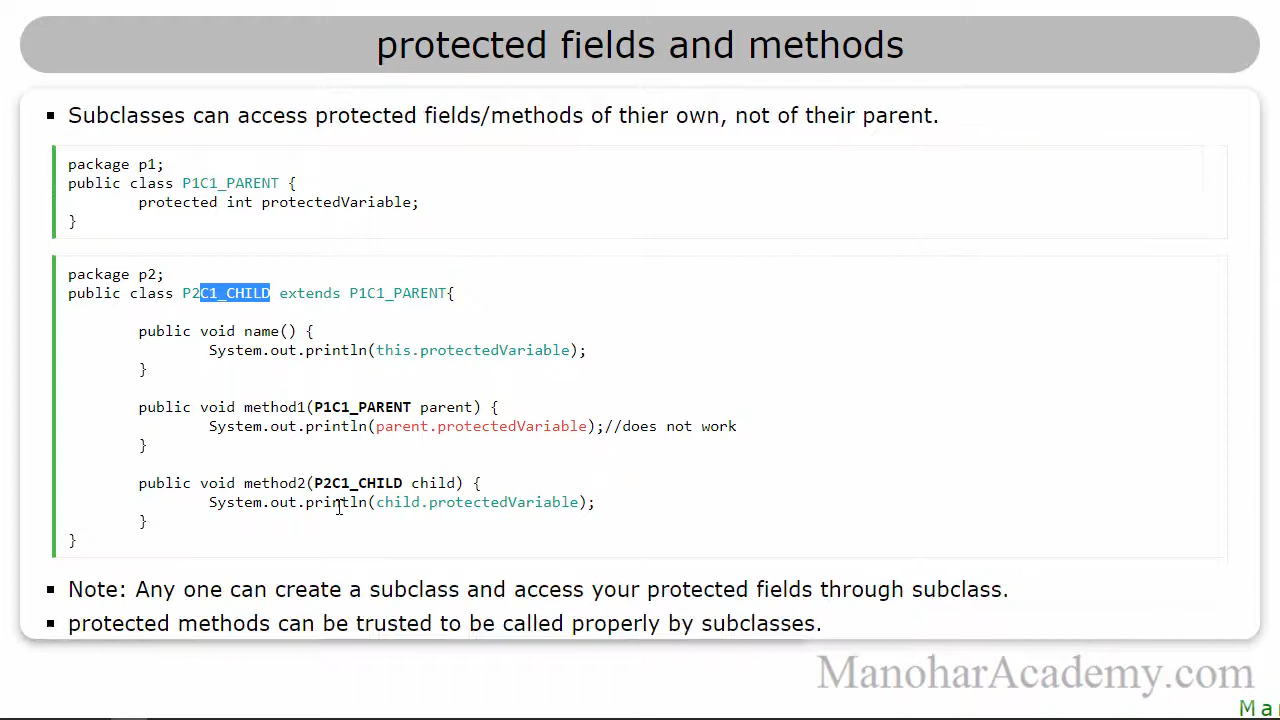 protected fields and methods
▪ Subclasses can access protected fields/methods of thier own, not of their parent.
package p1;
public class P1C1_PARENT {
protected int protectedVariable;
}
package p2;
public class P2C1_CHILD extends P1C1_PARENT{
public void name() {
System.out.println(this.protectedVariable);
}
public void method1(P1C1_PARENT parent) {
System.out.println(parent.protectedVariable);//does not work
}
public void method2(P2C1_CHILD child) {
System.out.println(child.protectedVariable);
}
}
▪ Note: Any one can create a subclass and access your protected fields through subclass.
▪ protected methods can be trusted to be called properly by subclasses.
ManoharAcademy.com